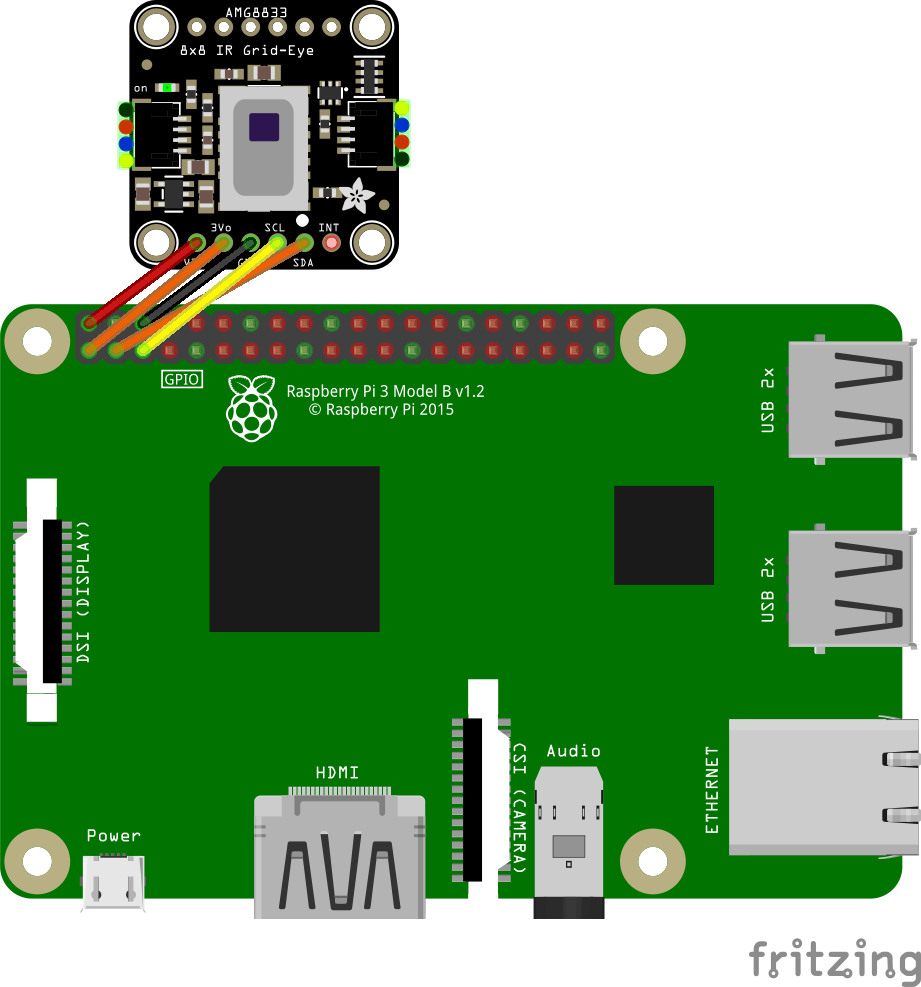 AMG8833
8x8 IR Grid-Eye
on
3Vo SCL INT
SDA
GPIO
Raspberry Pi 3 Model B v1.2
© Raspberry Pi 2015
USB 2x
DSI (DISPLAY)
USB 2x
HDMI
CSI (CAMERA)
Audio
ETHERNET
Power
fritzing